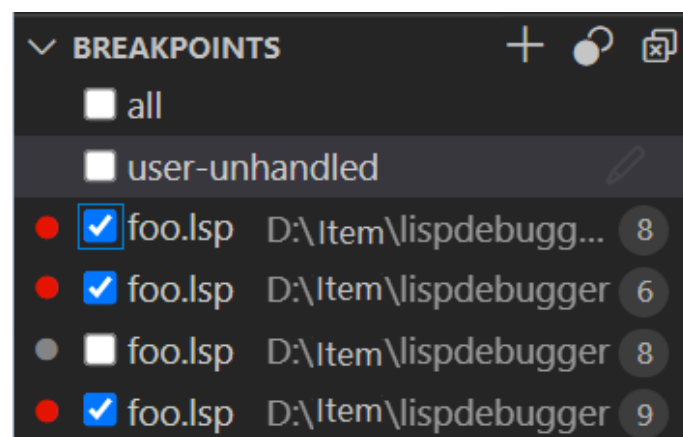 BREAKPOINTS
all
user-unhandled
foo.lsp D:\Item\lispdebugg... 8
foo.lsp D:\Item\lispdebugger 6
foo.lsp D:\Item\lispdebugger 8
foo.lsp D:\Item\lispdebugger 9